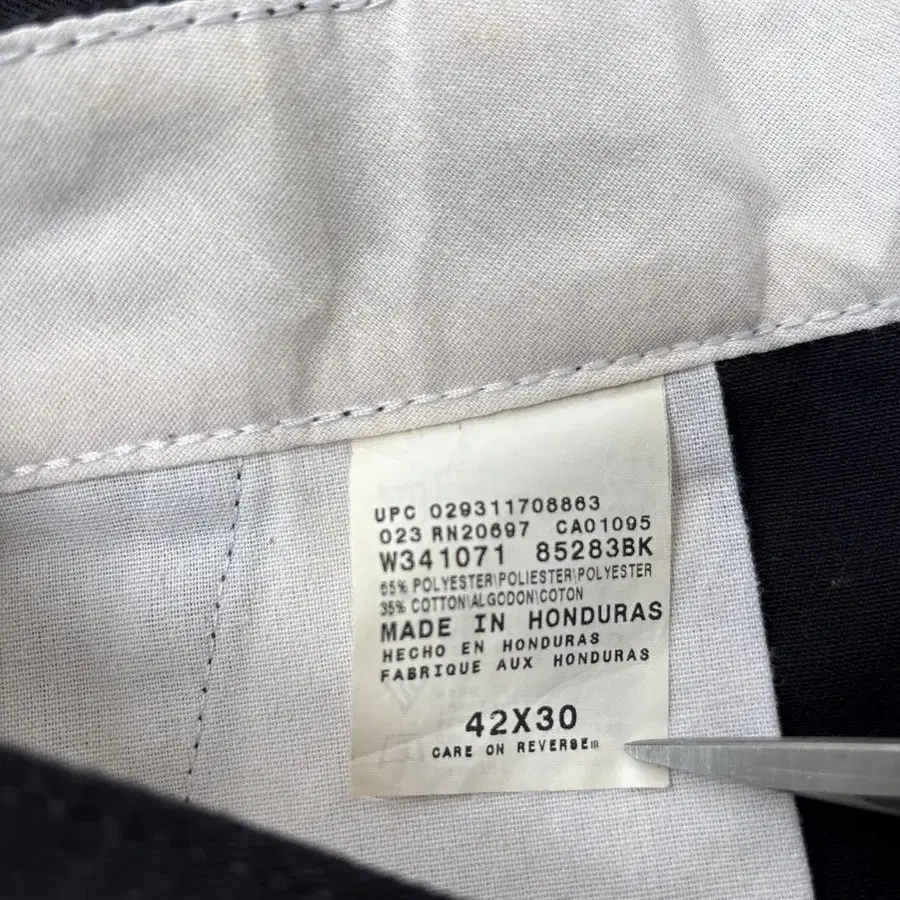 UPC 029311708863
023 RN20697 CA01095
W341071 85283BK
65% POLYESTER\POLIESTER\POLYESTER
35% COTTON\ALGODON\COTON
MADE IN HONDURAS
HECHO EN HONDURAS
FABRIQUE AUX HONDURAS
42X30
CARE ON REVERSE